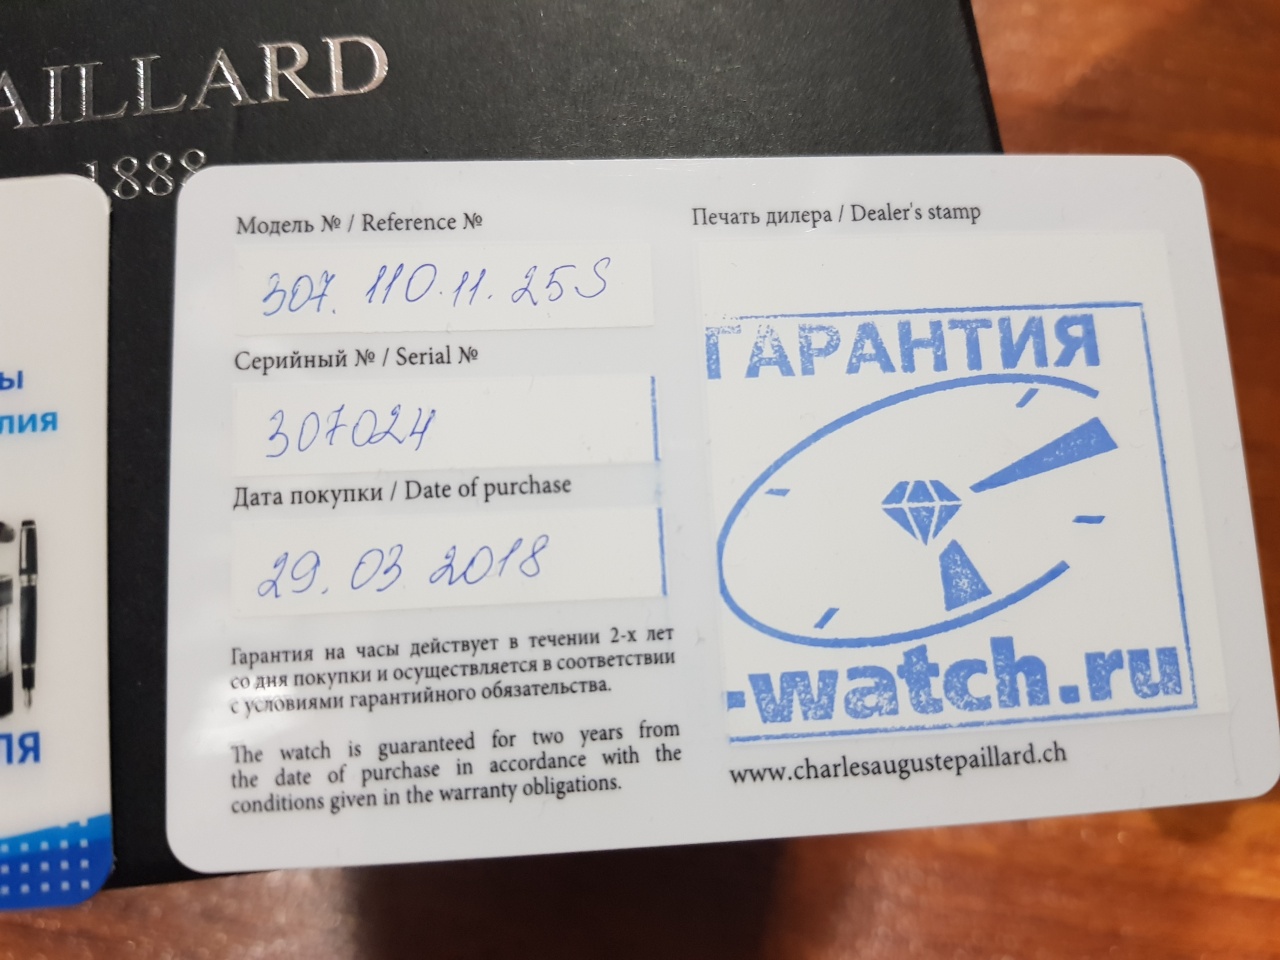 AILLARD
1888
ы
лия
ЛЯ
Модель № / Reference №
307.110.11.25S
Серийный № / Serial №
307024
Дата покупки / Date of purchase
29.03.2018
Гарантия на часы действует в течении 2-х лет
со дня покупки и осуществляется в соответствии
с условиями гарантийного обязательства.
The watch is guaranteed for two years from
the date of purchase in accordance with the
conditions given in the warranty obligations.
Печать дилера / Dealer's stamp
ГАРАНТИЯ
-watch.ru
www.charlesaugustepaillard.ch